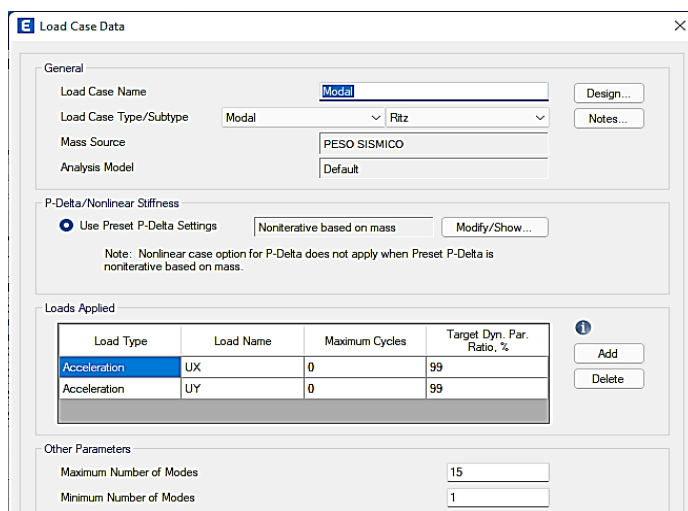 E Load Case Data
General
Load Case Name Modal Design...
Load Case Type/Subtype Modal Ritz Notes...
Mass Source PESO SISMICO
Analysis Model Default
P-Delta/Nonlinear Stiffness
Use Preset P-Delta Settings Noniterative based on mass Modify/Show...
Note: Nonlinear case option for P-Delta does not apply when Preset P-Delta is
noniterative based on mass.
Loads Applied
Load Type Load Name Maximum Cycles Target Dyn. Par.
Ratio, %
Acceleration UX 0 99
Acceleration UY 0 99
Add
Delete
Other Parameters
Maximum Number of Modes 15
Minimum Number of Modes 1